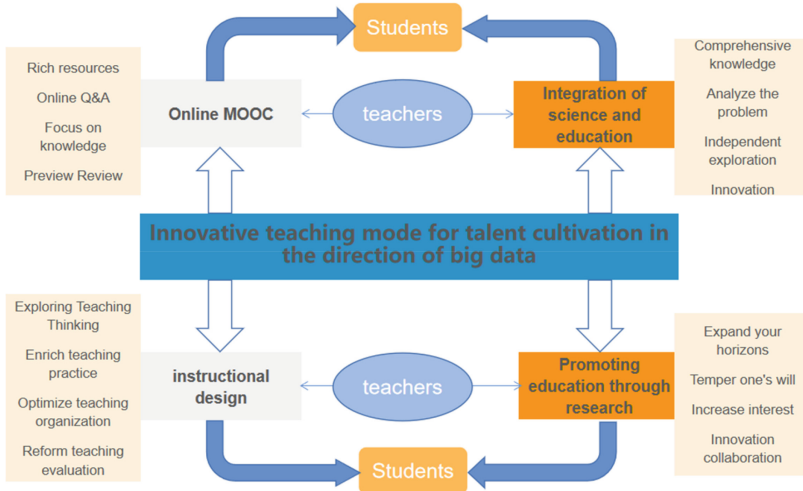 Students
Rich resources
Online Q&A
Focus on
knowledge
Preview Review
Online MOOC
teachers
Integration of
science and
education
Comprehensive
knowledge
Analyze the
problem
Independent
exploration
Innovation
Innovative teaching mode for talent cultivation in
the direction of big data
Exploring Teaching
Thinking
Enrich teaching
practice
Optimize teaching
organization
Reform teaching
evaluation
instructional
design
teachers
Promoting
education through
research
Expand your
horizons
Temper one's will
Increase interest
Innovation
collaboration
Students